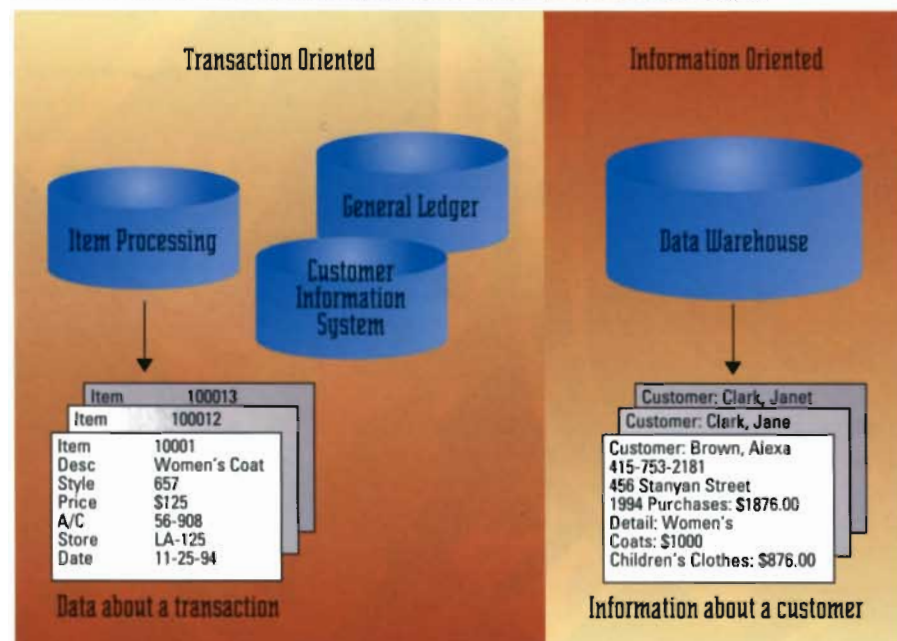 Transaction Oriented
Information Oriented
Item Processing
General Ledger
Customer
Information
System
Data Warehouse
Item 100013
Item 100012
Item 10001
Desc Women's Coat
Style 657
Price $125
A/C 56-908
Store LA-125
Date 11-25-94
Customer: Clark, Janet
Customer: Clark, Jane
Customer: Brown, Alexa
415-753-2181
456 Stanyan Street
1994 Purchases: $1876.00
Detail: Women's
Coats: $1000
Children's Clothes: $876.00
Data about a transaction
Information about a customer